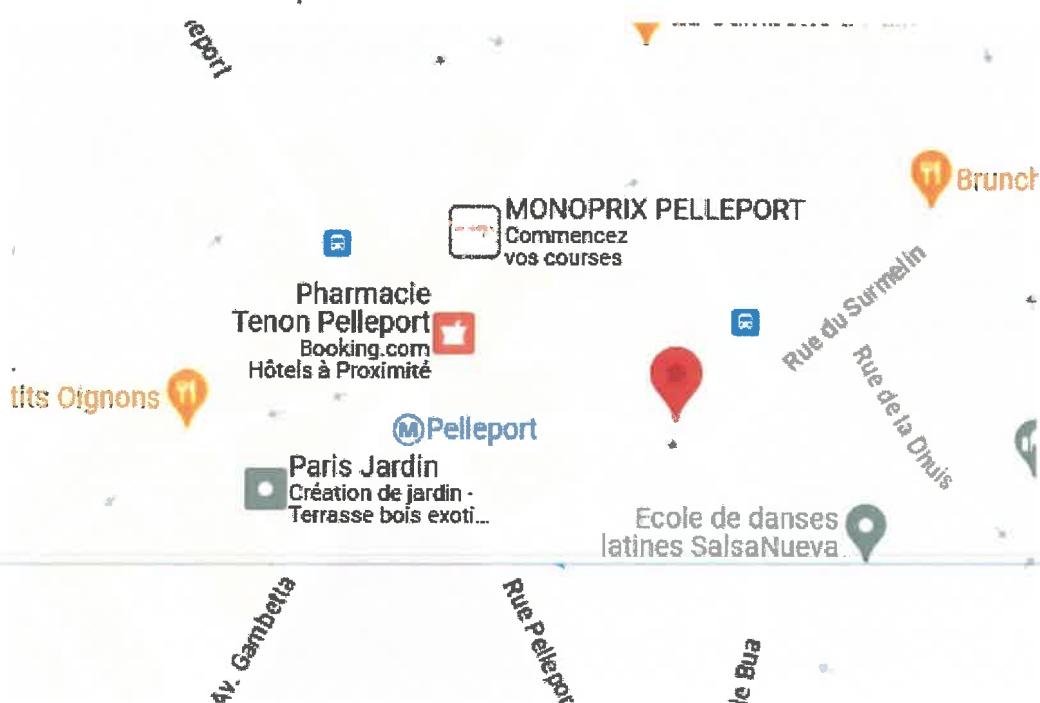 eport
Brunch
MONOPRIX PELLEPORT
Commencez
vos courses
Pharmacie
Tenon Pelleport
Booking.com
Hôtels à Proximité
Rue du Surmelin
Rue de la Dhuis
tits Oignons
M Pelleport
Paris Jardin
Création de jardin -
Terrasse bois exoti...
Ecole de danses
latines SalsaNueva
Av. Gambetta
Rue Pellepor
de Bua